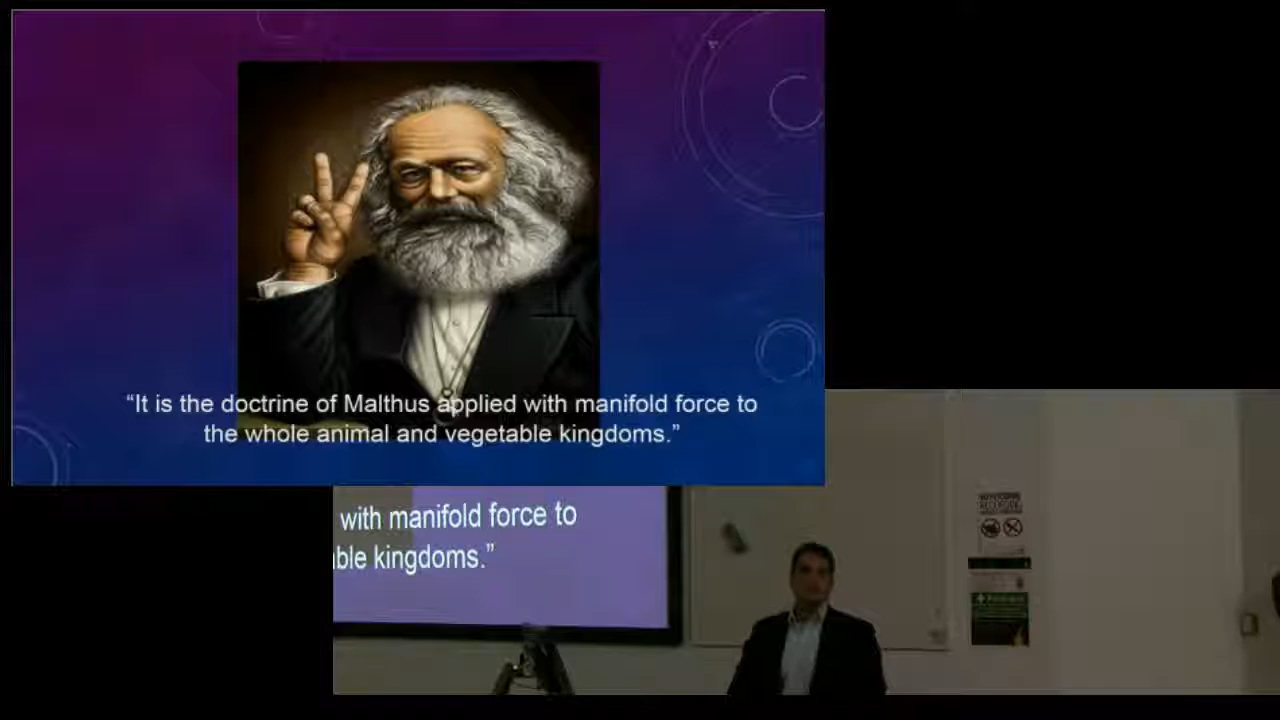 “It is the doctrine of Malthus applied with manifold force to
the whole animal and vegetable kingdoms.”
with manifold force to
kingdoms.”